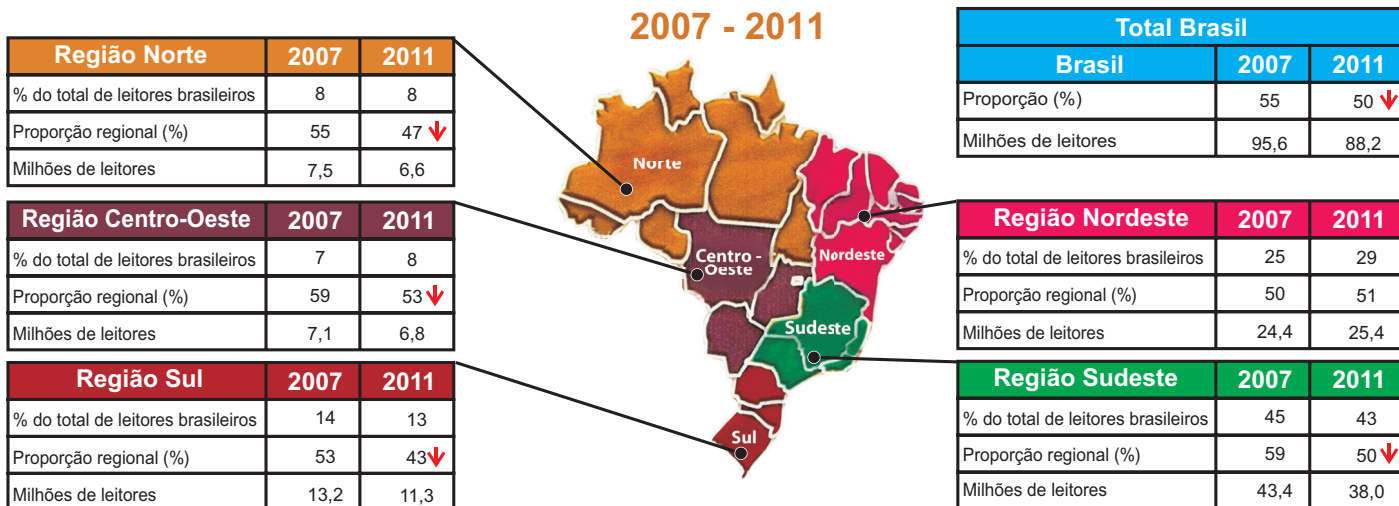 2007 - 2011
Região Norte 2007 2011
% do total de leitores brasileiros 8 8
Proporção regional (%) 55 47
Milhões de leitores 7,5 6,6
Região Centro-Oeste 2007 2011
% do total de leitores brasileiros 7 8
Proporção regional (%) 59 53
Milhões de leitores 7,1 6,8
Região Sul 2007 2011
% do total de leitores brasileiros 14 13
Proporção regional (%) 53 43
Milhões de leitores 13,2 11,3
Norte
Centro -
Oeste
Nordeste
Sudeste
Sul
Total Brasil
Brasil 2007 2011
Proporção (%) 55 50
Milhões de leitores 95,6 88,2
Região Nordeste 2007 2011
% do total de leitores brasileiros 25 29
Proporção regional (%) 50 51
Milhões de leitores 24,4 25,4
Região Sudeste 2007 2011
% do total de leitores brasileiros 45 43
Proporção regional (%) 59 50
Milhões de leitores 43,4 38,0